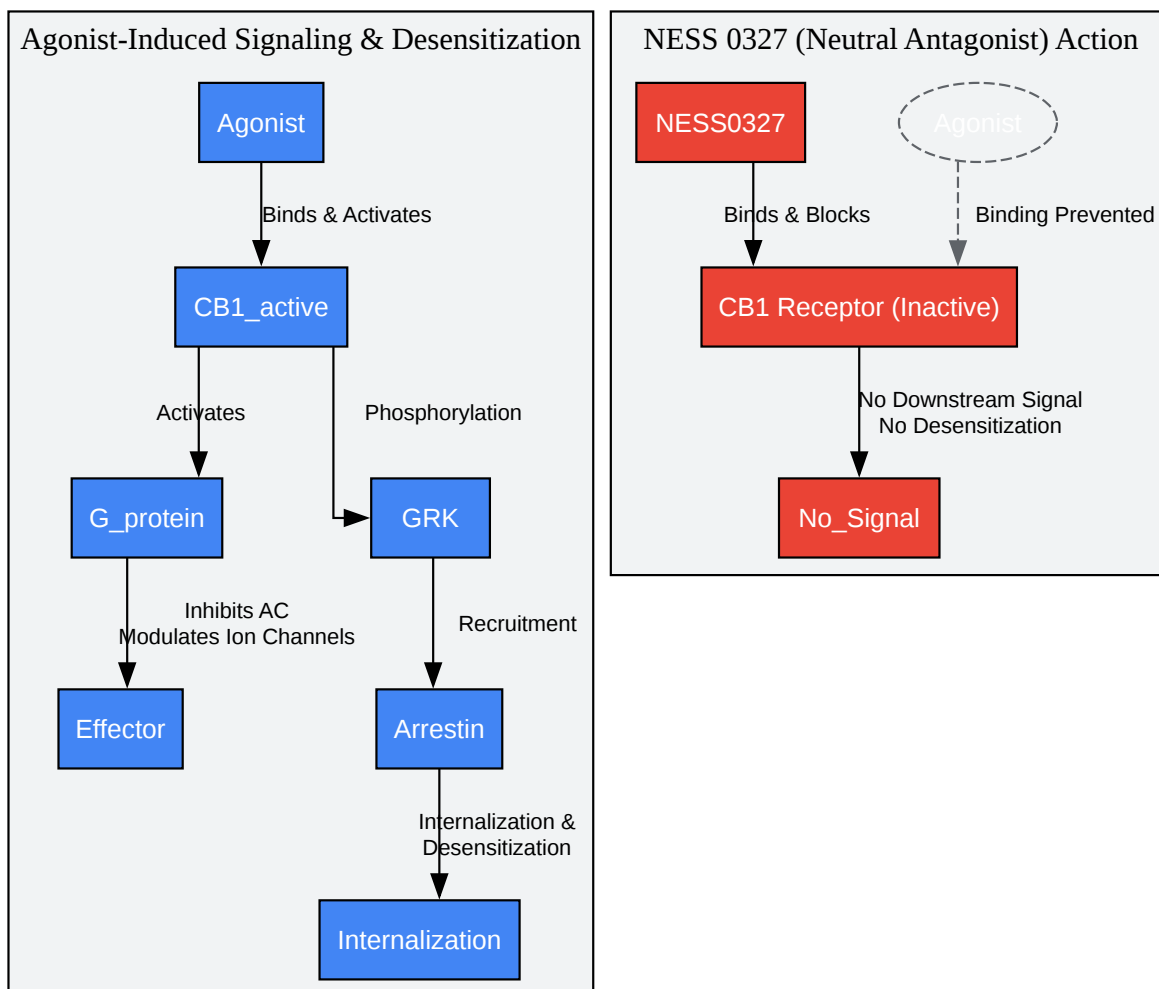 Agonist-Induced Signaling & Desensitization
Agonist
Binds & Activates
CB1_active
Activates
Phosphorylation
G_protein
GRK
Inhibits AC
Modulates Ion Channels
Recruitment
Effector
Arrestin
Internalization &
Desensitization
Internalization
NESS 0327 (Neutral Antagonist) Action
NESS0327
Agonist
Binds & Blocks
Binding Prevented
CB1 Receptor (Inactive)
No Downstream Signal
No Desensitization
No_Signal